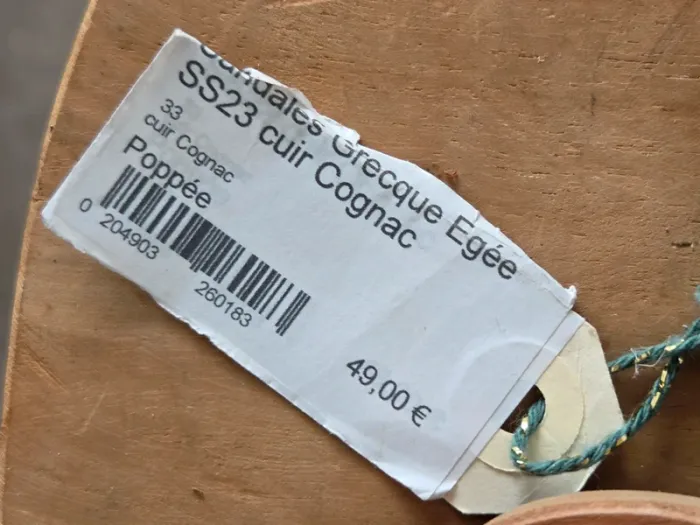 Sandales Grecque Egée
SS23 cuir Cognac
33
cuir Cognac
Poppée
0 204903 260183
49,00 €